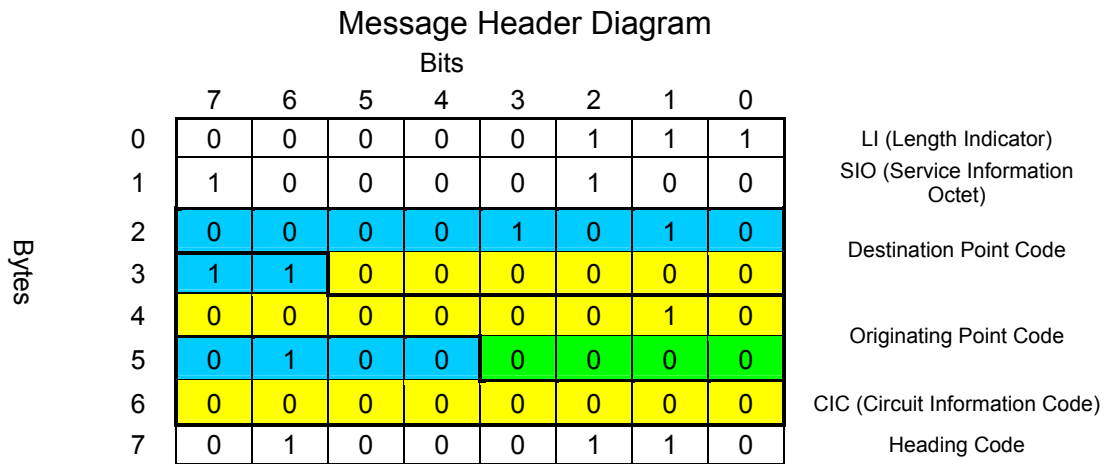 Message Header Diagram
Bits
7 6 5 4 3 2 1 0
0 0 0 0 0 0 1 1 1 LI (Length Indicator)
1 1 0 0 0 0 1 0 0 SIO (Service Information
Octet)
2 0 0 0 0 1 0 1 0
Destination Point Code
Bytes
3 1 1 0 0 0 0 0 0
4 0 0 0 0 0 0 1 0
Originating Point Code
5 0 1 0 0 0 0 0 0
6 0 0 0 0 0 0 0 0 CIC (Circuit Information Code)
7 0 1 0 0 0 1 1 0 Heading Code